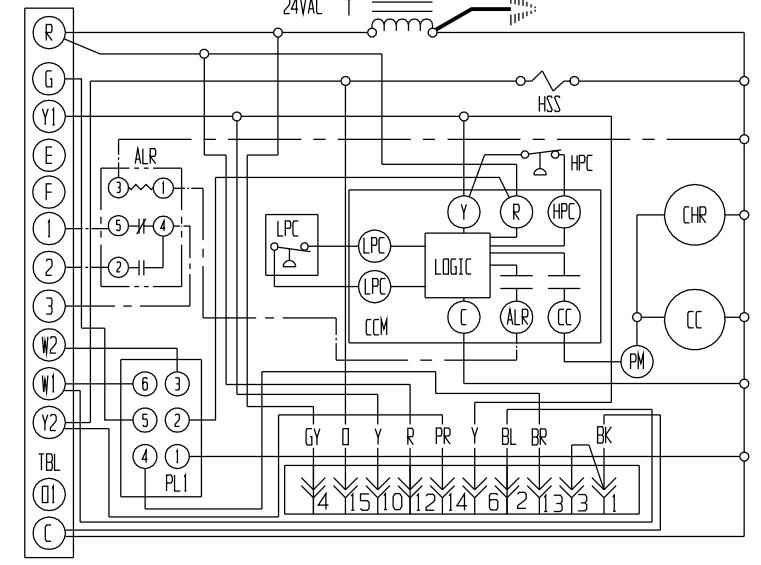 24VAC T
R
G
HSS
Y1
E
ALR
HPC
F
3 1
Y R HPC
CHR
1
5 4
LPC
LPC
2
2
LOGIC
LPC
3
C ALR CC
CC
CCM
W2
PM
6 3
W1
Y2
5 2
GY O Y R PR Y BL BR BK
TBL
4 1
PL1
O1
4 15 10 12 14 6 2 13 3 1
C